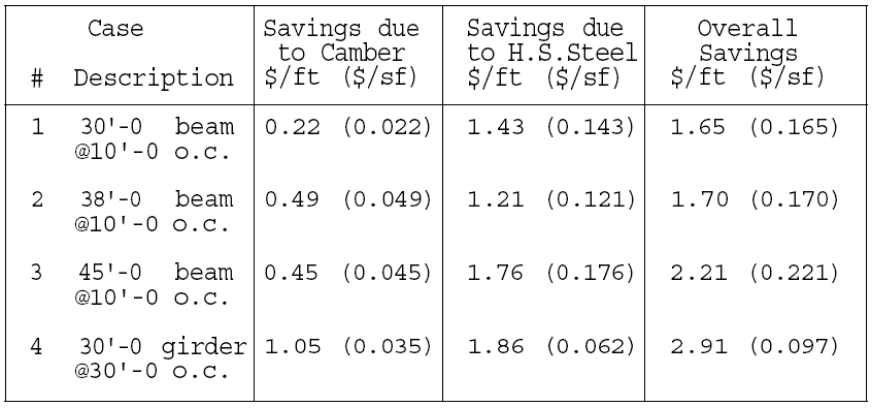 Case Savings due Savings due Overall
to Camber to H.S.Steel Savings
# Description $/ft ($/sf) $/ft ($/sf) $/ft ($/sf)
1 30'-0 beam 0.22 (0.022) 1.43 (0.143) 1.65 (0.165)
@10'-0 o.c.
2 38'-0 beam 0.49 (0.049) 1.21 (0.121) 1.70 (0.170)
@10'-0 o.c.
3 45'-0 beam 0.45 (0.045) 1.76 (0.176) 2.21 (0.221)
@10'-0 o.c.
4 30'-0 girder 1.05 (0.035) 1.86 (0.062) 2.91 (0.097)
@30'-0 o.c.